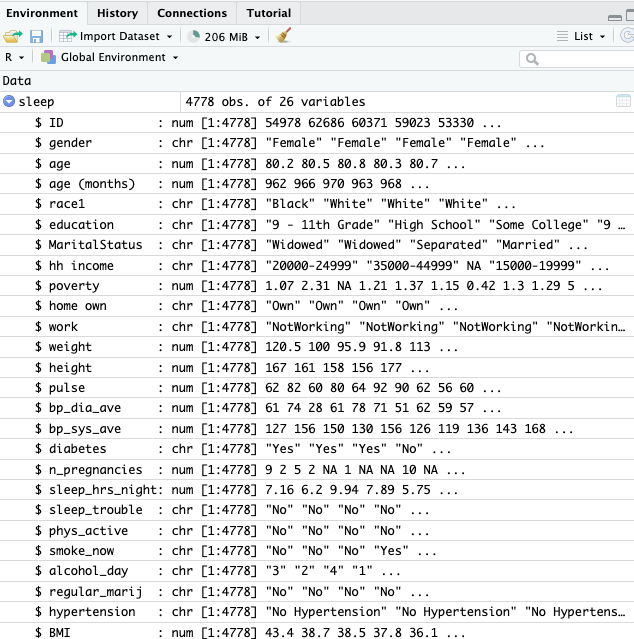 Environment History Connections Tutorial
Import Dataset 206 MiB List
R Global Environment
Data
sleep 4778 obs. of 26 variables
$ ID : num [1:4778] 54978 62686 60371 59023 53330 ...
$ gender : chr [1:4778] "Female" "Female" "Female" "Female" ...
$ age : num [1:4778] 80.2 80.5 80.8 80.3 80.7 ...
$ age (months) : num [1:4778] 962 966 970 963 968 ...
$ race1 : chr [1:4778] "Black" "White" "White" "White" ...
$ education : chr [1:4778] "9 - 11th Grade" "High School" "Some College" "9 …
$ MaritalStatus : chr [1:4778] "Widowed" "Widowed" "Separated" "Married" ...
$ hh income : chr [1:4778] "20000-24999" "35000-44999" NA "15000-19999" ...
$ poverty : num [1:4778] 1.07 2.31 NA 1.21 1.37 1.15 0.42 1.3 1.29 5 ...
$ home own : chr [1:4778] "Own" "Own" "Own" "Own" ...
$ work : chr [1:4778] "NotWorking" "NotWorking" "NotWorking" "NotWorkin…
$ weight : num [1:4778] 120.5 100 95.9 91.8 113 ...
$ height : num [1:4778] 167 161 158 156 177 ...
$ pulse : num [1:4778] 62 82 60 80 64 92 90 62 56 60 ...
$ bp_dia_ave : num [1:4778] 61 74 28 61 78 71 51 62 59 57 ...
$ bp_sys_ave : num [1:4778] 127 156 150 130 156 126 119 136 143 168 ...
$ diabetes : chr [1:4778] "Yes" "Yes" "Yes" "No" ...
$ n_pregnancies : num [1:4778] 9 2 5 2 NA 1 NA NA 10 NA ...
$ sleep_hrs_night: num [1:4778] 7.16 6.2 9.94 7.89 5.75 ...
$ sleep_trouble : chr [1:4778] "No" "No" "No" "No" ...
$ phys_active : chr [1:4778] "No" "No" "No" "No" ...
$ smoke_now : chr [1:4778] "No" "No" "No" "Yes" ...
$ alcohol_day : chr [1:4778] "3" "2" "4" "1" ...
$ regular_marij : chr [1:4778] "No" "No" "No" "No" ...
$ hypertension : chr [1:4778] "No Hypertension" "No Hypertension" "No Hypertens…
$ BMI : num [1:4778] 43.4 38.7 38.5 37.8 36.1 ...